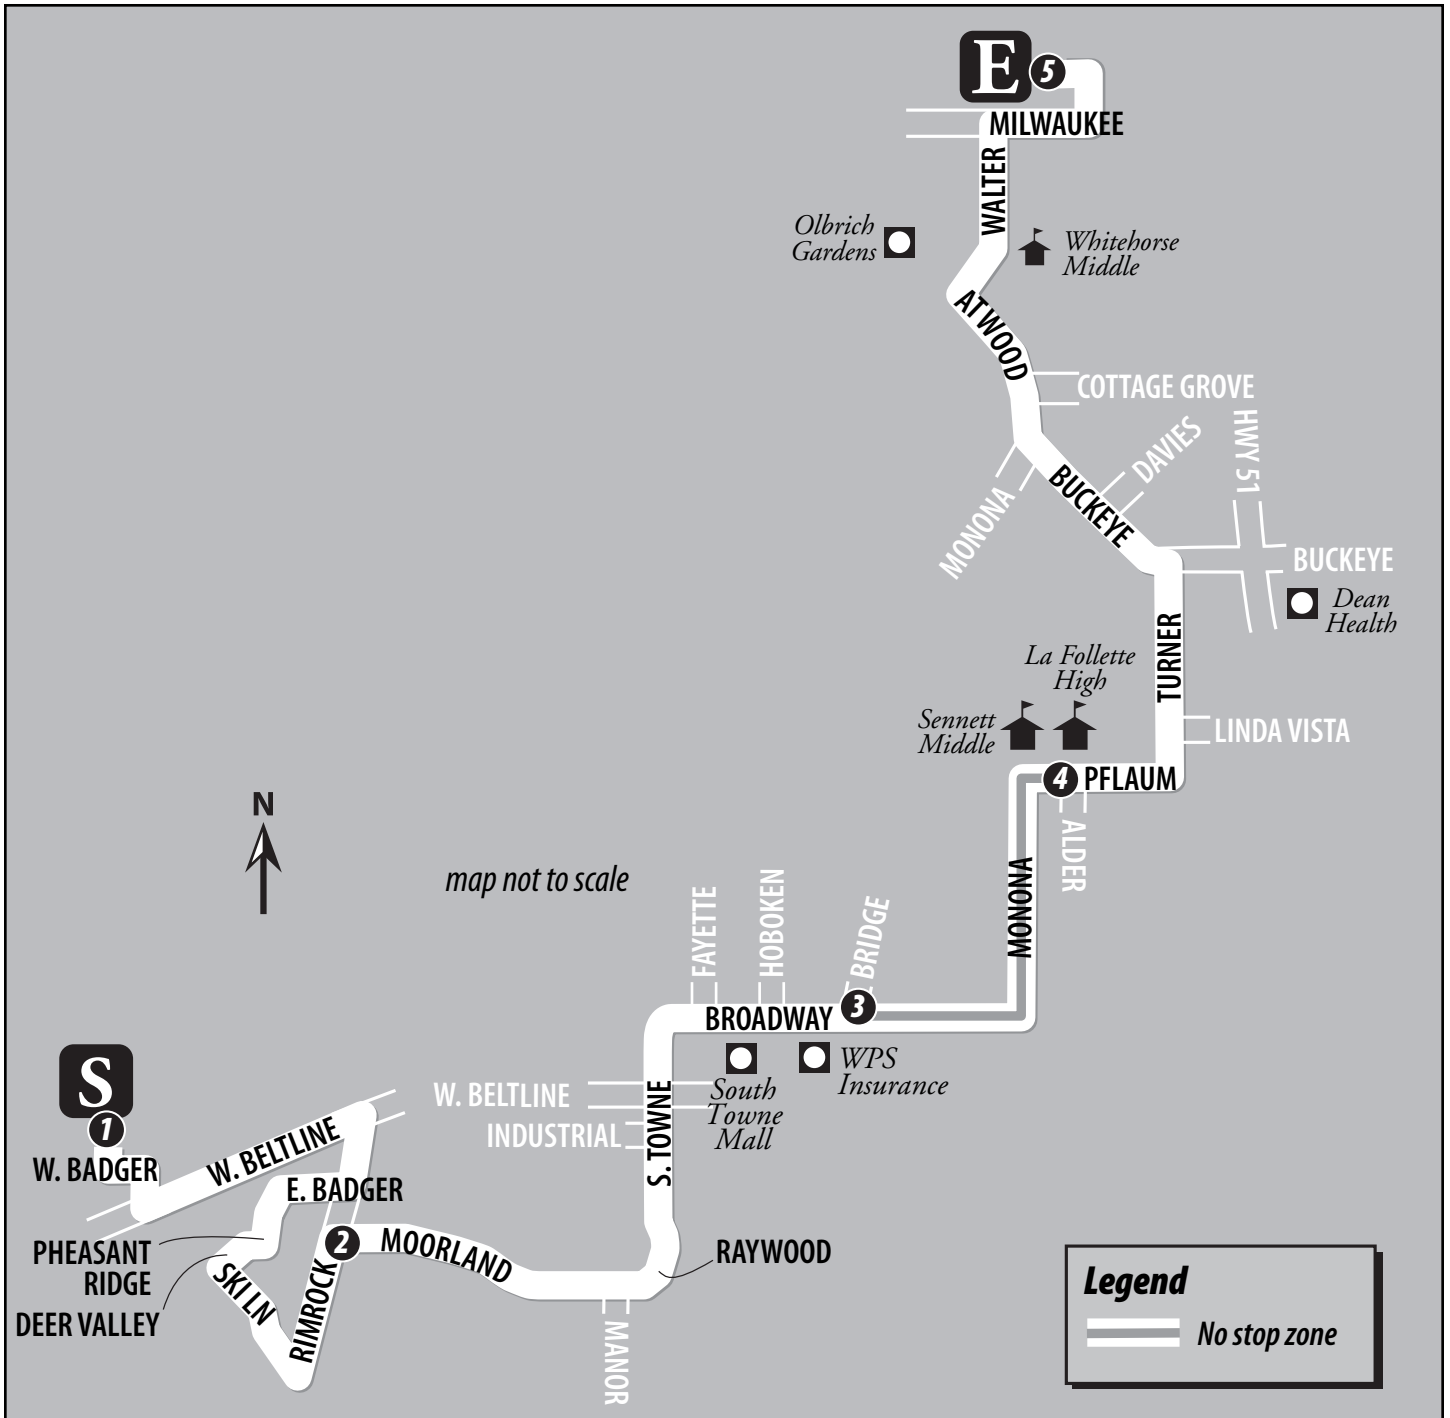 E 5
MILWAUKEE
WALTER
Olbrich
Gardens
Whitehorse
Middle
ATWOOD
COTTAGE GROVE
HWY 51
DAVIES
MONONA
BUCKEYE
BUCKEYE
Dean
Health
TURNER
La Follette
High
Sennett
Middle
LINDA VISTA
4 PFLAUM
ALDER
N
map not to scale
MONONA
FAYETTE
HOBOKEN
BRIDGE
BROADWAY 3
WPS
Insurance
South
Towne
Mall
S
1
W. BADGER
W. BELTLINE
W. BELTLINE
INDUSTRIAL
S. TOWNE
E. BADGER
PHEASANT
RIDGE
DEER VALLEY
SKI LN
RIMROCK
2
MOORLAND
RAYWOOD
MANOR
Legend
No stop zone